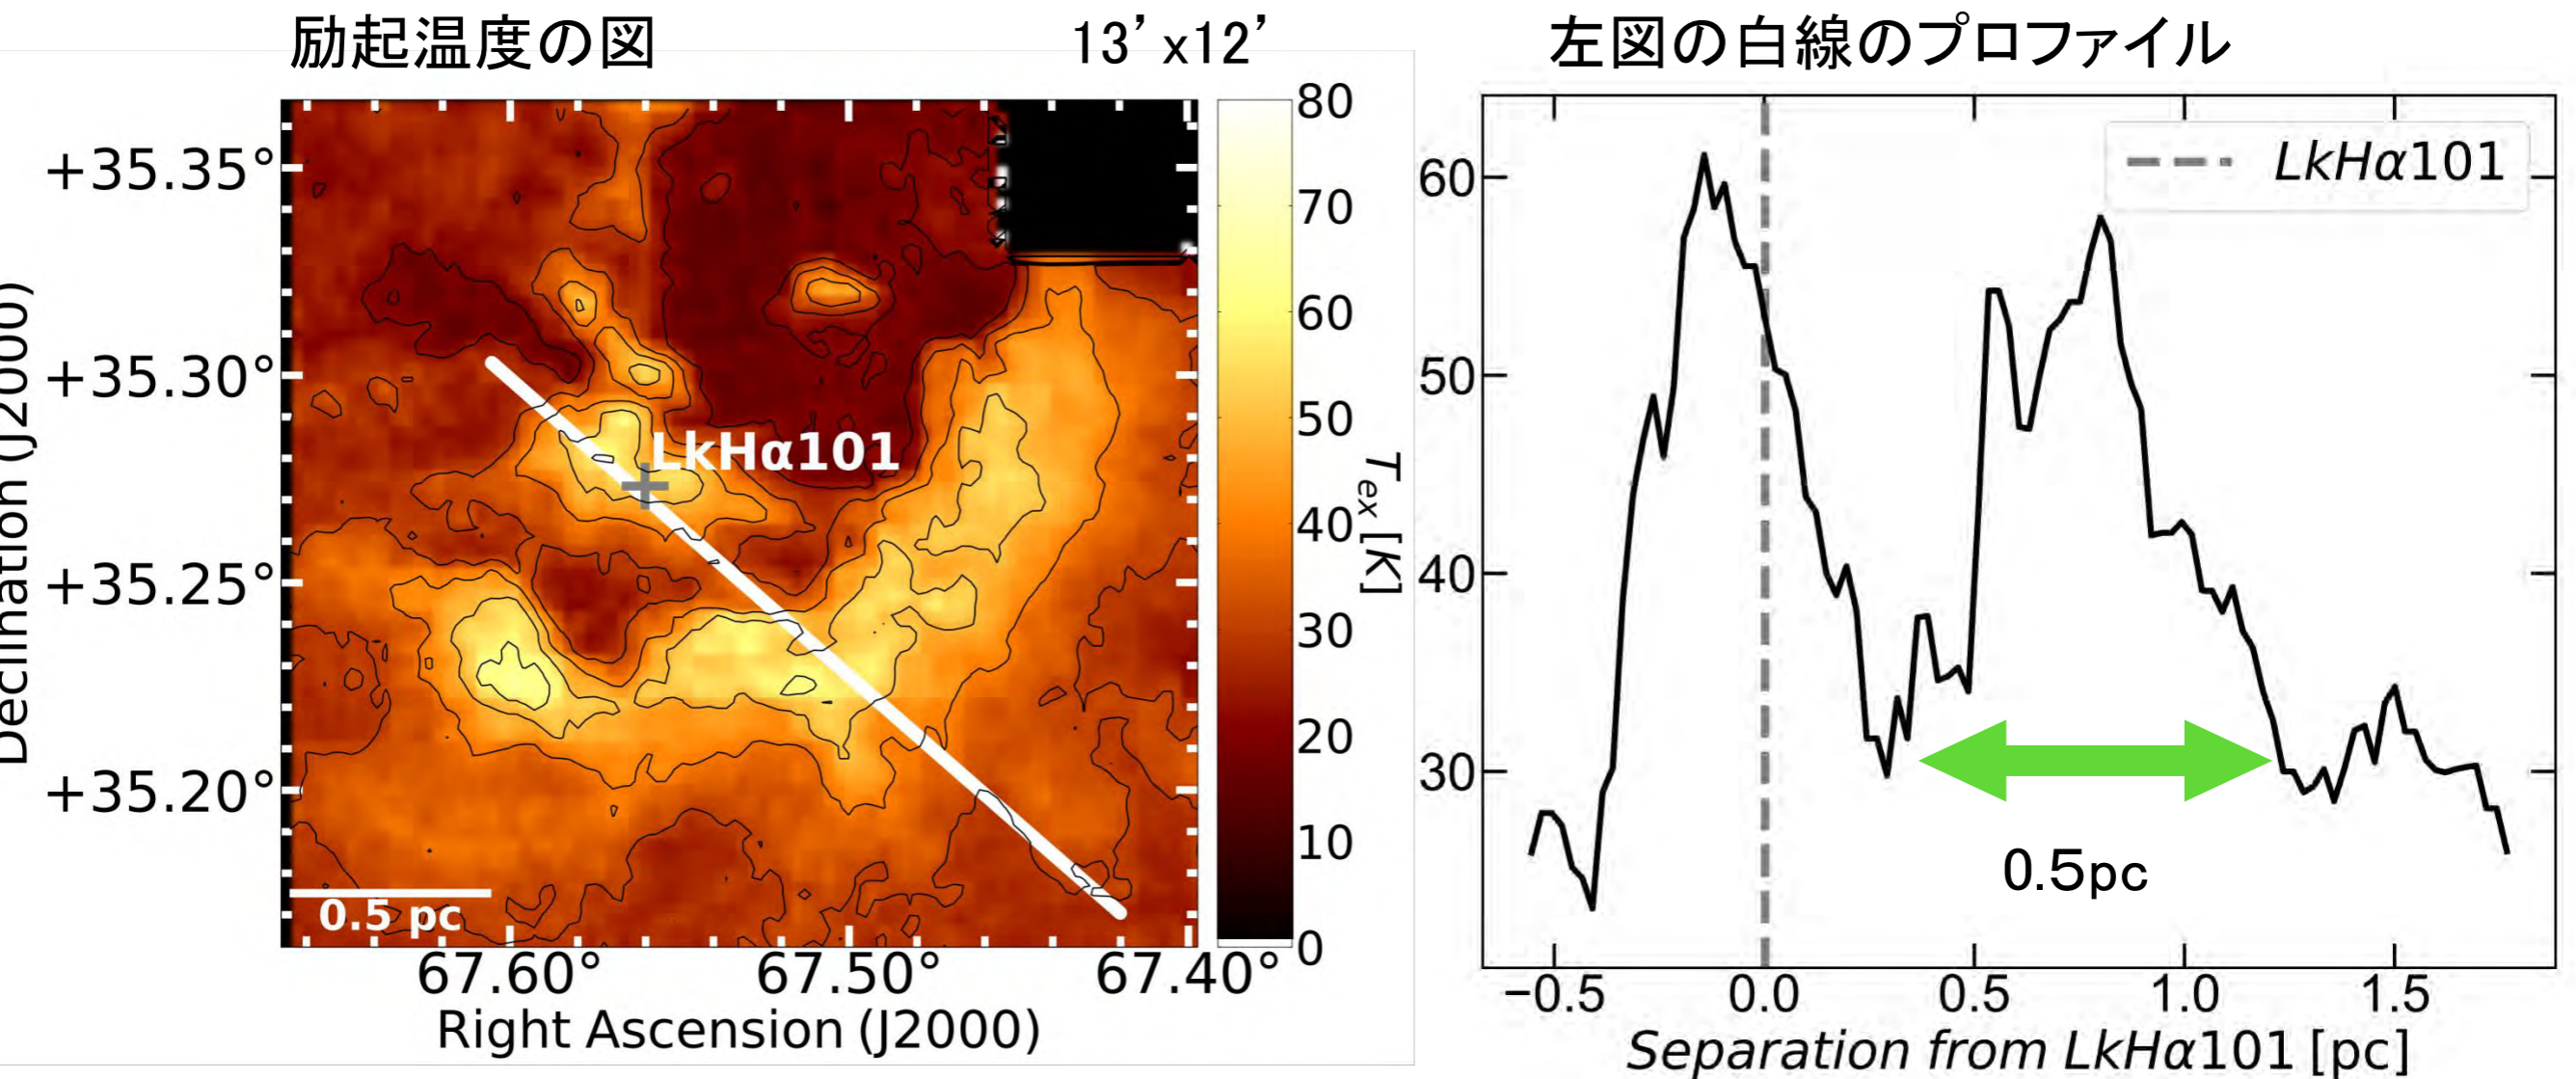 励起温度の図
13’x12’
左図の白線のプロファイル
Declination (J2000)
+35.35°
+35.30°
+35.25°
+35.20°
LkHα101
0.5 pc
67.60°
67.50°
67.40°
Right Ascension (J2000)
80
70
60
50
40
30
20
10
0
Tex [K]
60
50
40
30
LkHα101
0.5pc
−0.5
0.0
0.5
1.0
1.5
Separation from LkHα101 [pc]